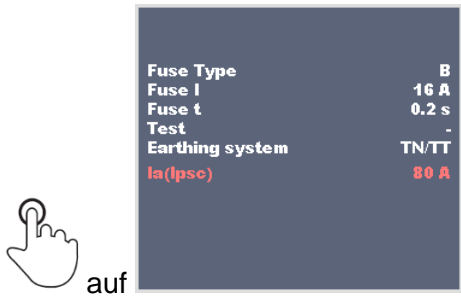 Fuse Type B
Fuse I 16 A
Fuse t 0.2 s
Test -
Earthing system TN/TT
Ia(Ipsc) 80 A
auf